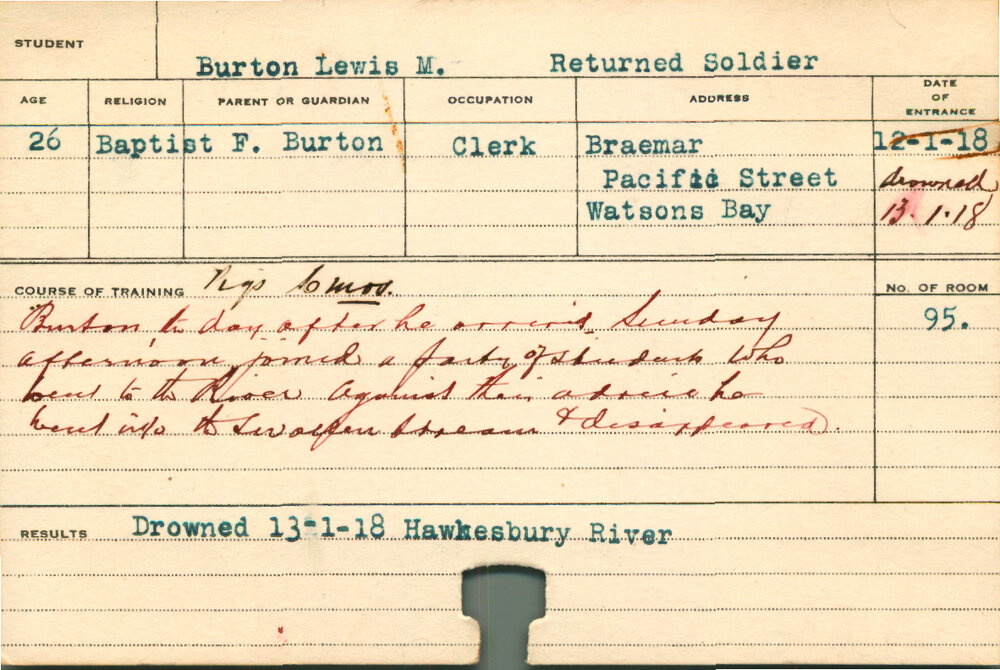 STUDENT
Burton Lewis M. Returned Soldier
AGE RELIGION PARENT OR GUARDIAN OCCUPATION ADDRESS DATE OF ENTRANCE
26 Baptist F. Burton Clerk Braemar 12-1-18
Pacific Street drowned
Watsons Bay 13.1.18
COURSE OF TRAINING Pigs 6 mos. No. OF ROOM
Burton the day after he arrived Sunday 95.
afternoon joined a party of students who
went to the River Against their advice he
went into the swollen stream & disappeared.
RESULTS Drowned 13-1-18 Hawkesbury River